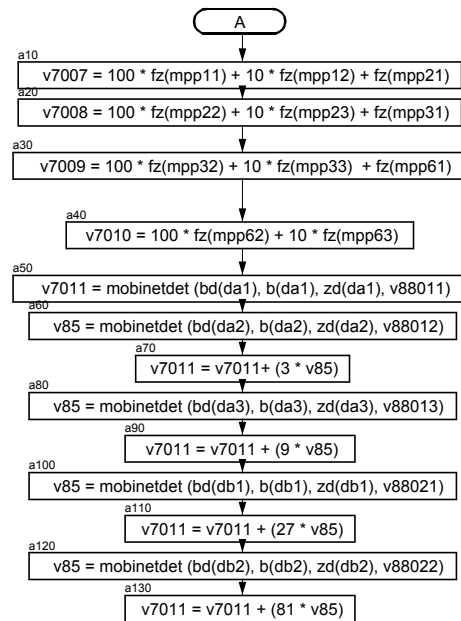 A
a10
v7007 = 100 * fz(mpp11) + 10 * fz(mpp12) + fz(mpp21)
a20
v7008 = 100 * fz(mpp22) + 10 * fz(mpp23) + fz(mpp31)
a30
v7009 = 100 * fz(mpp32) + 10 * fz(mpp33) + fz(mpp61)
a40
v7010 = 100 * fz(mpp62) + 10 * fz(mpp63)
a50
v7011 = mobinetdet (bd(da1), b(da1), zd(da1), v88011)
a60
v85 = mobinetdet (bd(da2), b(da2), zd(da2), v88012)
a70
v7011 = v7011+ (3 * v85)
a80
v85 = mobinetdet (bd(da3), b(da3), zd(da3), v88013)
a90
v7011 = v7011 + (9 * v85)
a100
v85 = mobinetdet (bd(db1), b(db1), zd(db1), v88021)
a110
v7011 = v7011 + (27 * v85)
a120
v85 = mobinetdet (bd(db2), b(db2), zd(db2), v88022)
a130
v7011 = v7011 + (81 * v85)